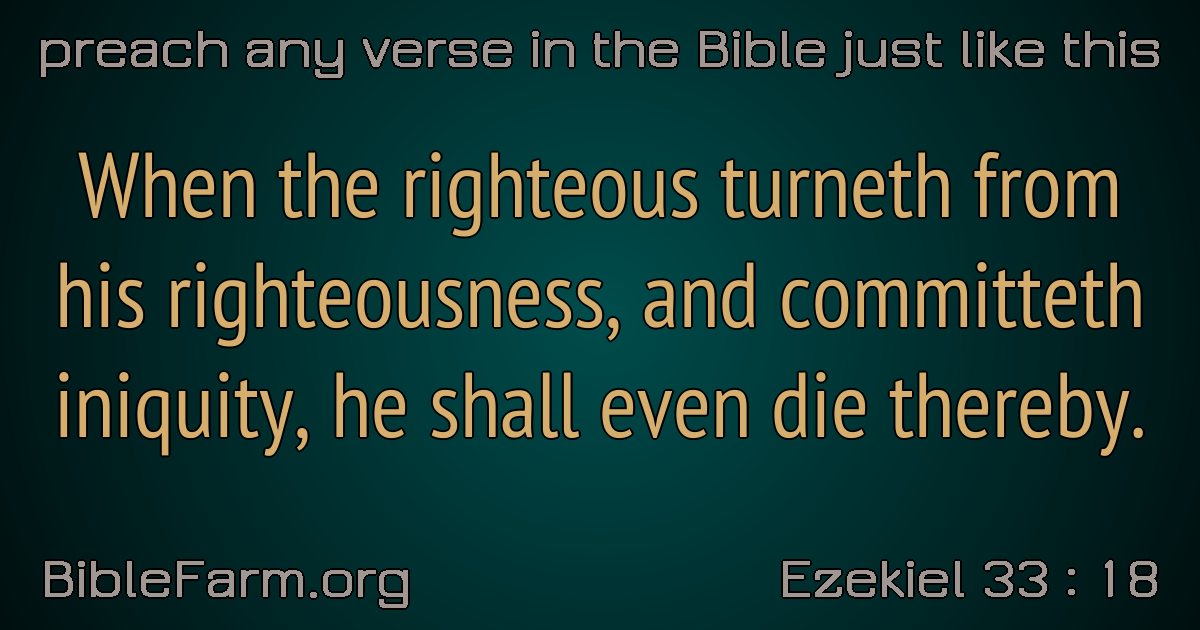 preach any verse in the Bible just like this
When the righteous turneth from
his righteousness, and committeth
iniquity, he shall even die thereby.
BibleFarm.org
Ezekiel 33 : 18